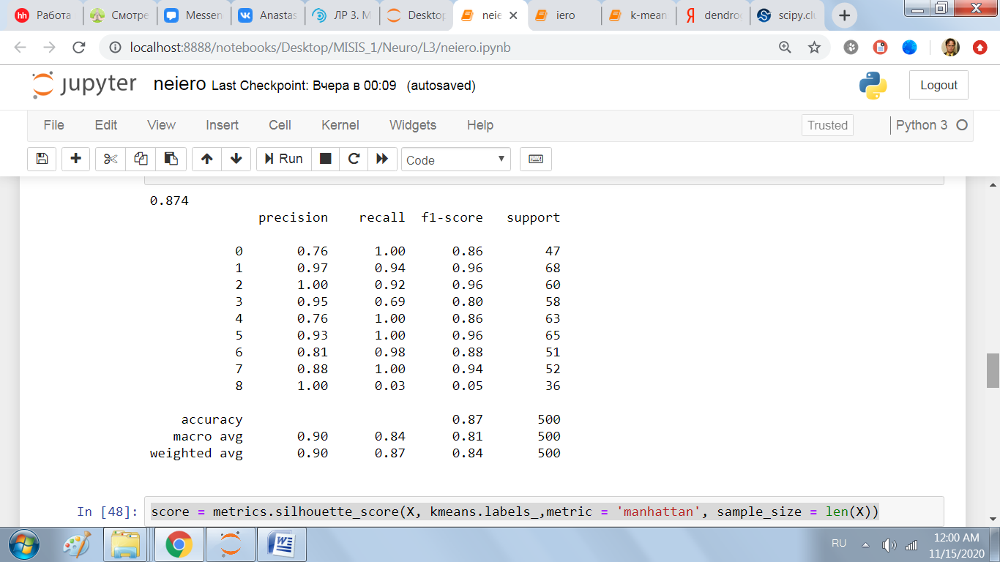 Работа
Смотре
Messen
Anastas
ЛР 3. М
Desktop
neie
iero
k-mean
dendrog
scipy.clu
localhost:8888/notebooks/Desktop/MISIS_1/Neuro/L3/neiero.ipynb
jupyter neiero Last Checkpoint: Вчера в 00:09 (autosaved)
Logout
File Edit View Insert Cell Kernel Widgets Help
Trusted
Python 3
Run
Code
0.874
precision recall f1-score support
0 0.76 1.00 0.86 47
1 0.97 0.94 0.96 68
2 1.00 0.92 0.96 60
3 0.95 0.69 0.80 58
4 0.76 1.00 0.86 63
5 0.93 1.00 0.96 65
6 0.81 0.98 0.88 51
7 0.88 1.00 0.94 52
8 1.00 0.03 0.05 36
accuracy 0.87 500
macro avg 0.90 0.84 0.81 500
weighted avg 0.90 0.87 0.84 500
In [48]: score = metrics.silhouette_score(X, kmeans.labels_,metric = 'manhattan', sample_size = len(X))
RU
12:00 AM
11/15/2020